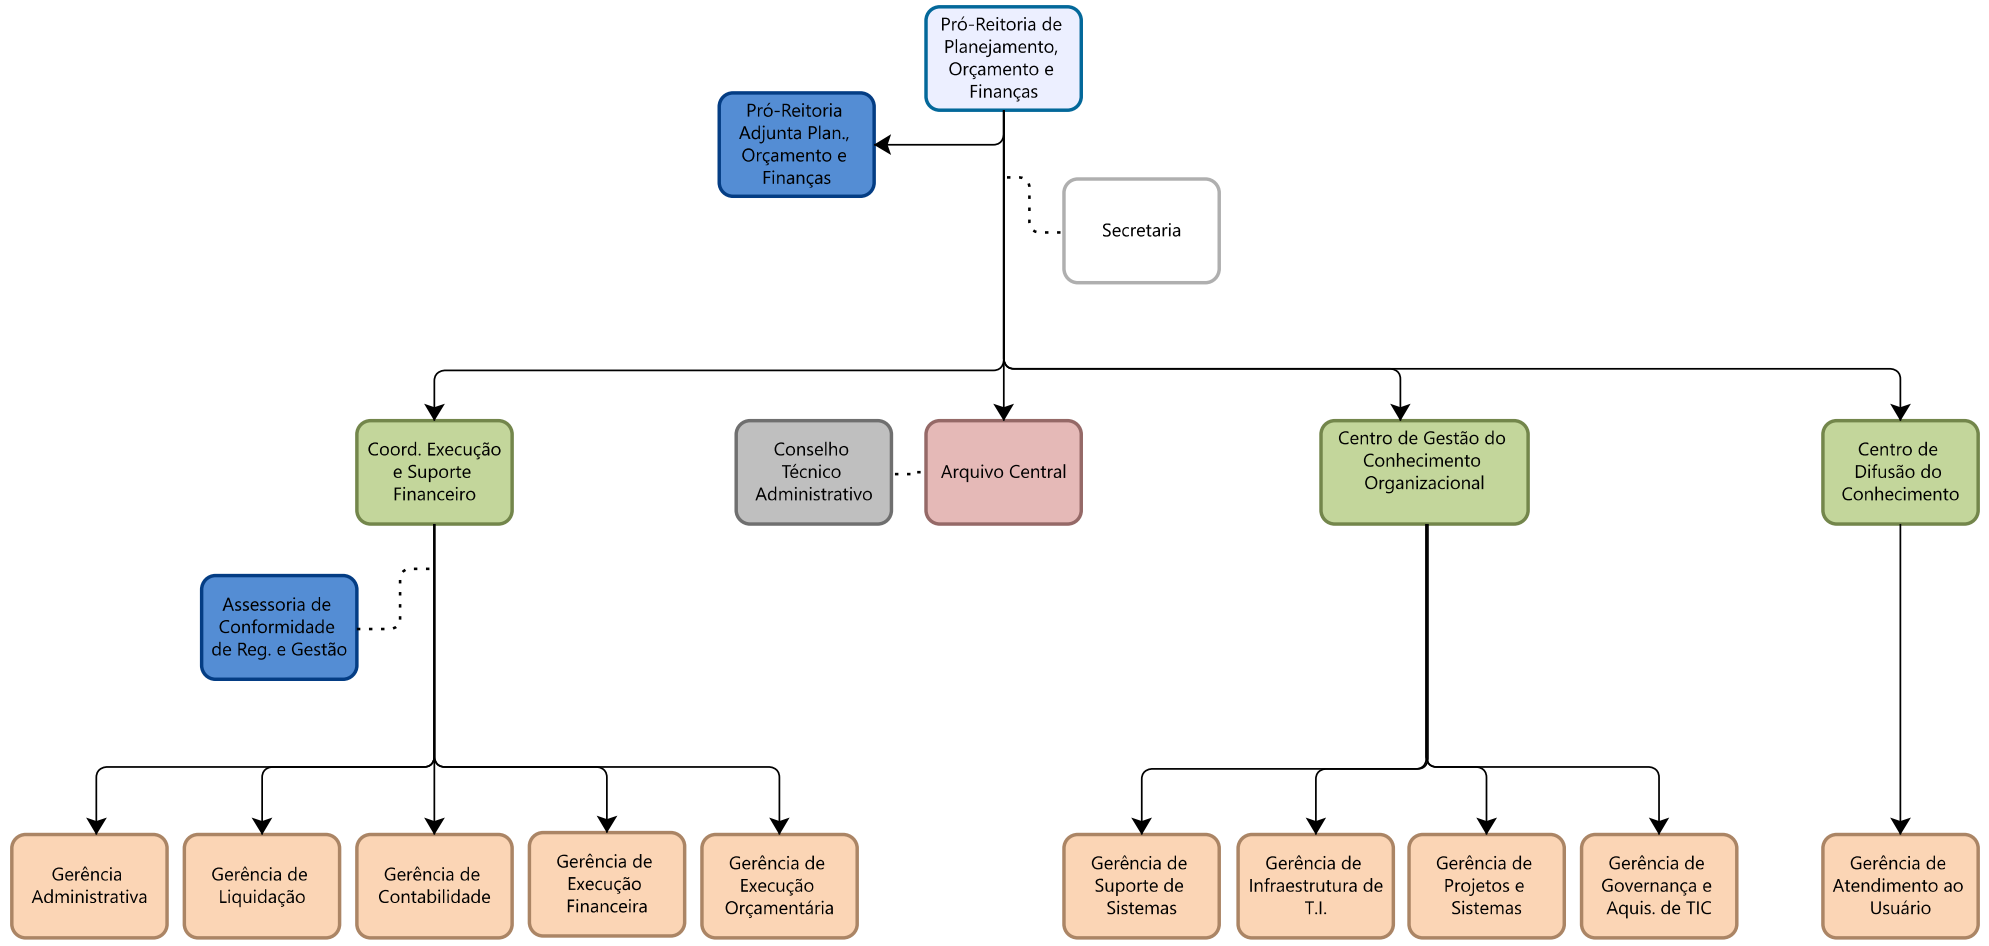 Pró-Reitoria de
Planejamento,
Orçamento e
Finanças
Pró-Reitoria
Adjunta Plan.,
Orçamento e
Finanças
Secretaria
Coord. Execução
e Suporte
Financeiro
Conselho
Técnico
Administrativo
Arquivo Central
Centro de Gestão do
Conhecimento
Organizacional
Centro de
Difusão do
Conhecimento
Assessoria de
Conformidade
de Reg. e Gestão
Gerência
Administrativa
Gerência de
Liquidação
Gerência de
Contabilidade
Gerência de
Execução
Financeira
Gerência de
Execução
Orçamentária
Gerência de
Suporte de
Sistemas
Gerência de
Infraestrutura de
T.I.
Gerência de
Projetos e
Sistemas
Gerência de
Governança e
Aquis. de TIC
Gerência de
Atendimento ao
Usuário